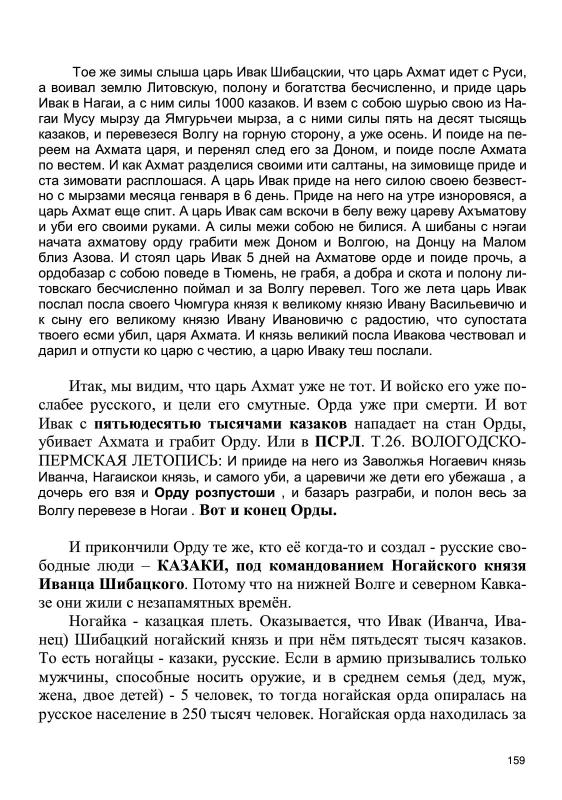 Тое же зимы слыша царь Ивак Шибацскии, что царь Ахмат идет с Руси,
а воивал землю Литовскую, полону и богатства бесчисленно, и приде царь
Ивак в Нагаи, а с ним силы 1000 казаков. И взем с собою шурью свою из На-
гаи Мусу мырзу да Ямгурьчеи мырза, а с ними силы пять на десят тысящь
казаков, и перевезеся Волгу на горную сторону, а уже осень. И поиде на пе-
реем на Ахмата царя, и перенял след его за Доном, и поиде после Ахмата
по вестем. И как Ахмат разделися своими ити салтаны, на зимовище приде и
ста зимовати расплошася. А царь Ивак приде на него силою своею безвест-
но с мырзами месяца генваря в 6 день. Приде на него на утре изноровяся, а
царь Ахмат еще спит. А царь Ивак сам вскочи в белу вежу цареву Ахъматову
и уби его своими руками. А силы межи собою не билися. А шибаны с нэгаи
начата ахматову орду грабити меж Доном и Волгою, на Донцу на Малом
близ Азова. И стоял царь Ивак 5 дней на Ахматове орде и поиде прочь, а
ордобазар с собою поведе в Тюмень, не грабя, а добра и скота и полону ли-
товскаго бесчисленно поймал и за Волгу перевел. Того же лета царь Ивак
послал посла своего Чюмгура князя к великому князю Ивану Васильевичю и
к сыну его великому князю Ивану Ивановичю с радостию, что супостата
твоего есми убил, царя Ахмата. И князь великий посла Ивакова чествовал и
дарил и отпусти ко царю с честию, а царю Иваку теш послали.
Итак, мы видим, что царь Ахмат уже не тот. И войско его уже по-
слабее русского, и цели его смутные. Орда уже при смерти. И вот
Ивак с пятьюдесятью тысячами казаков нападает на стан Орды,
убивает Ахмата и грабит Орду. Или в ПСРЛ. Т.26. ВОЛОГОДСКО-
ПЕРМСКАЯ ЛЕТОПИСЬ: И прииде на него из Заволжья Ногаевич князь
Иванча, Нагаискои князь, и самого уби, а царевичи же дети его убежаша , а
дочерь его взя и Орду розпустоши , и базаръ разграби, и полон весь за
Волгу перевезе в Ногаи . Вот и конец Орды.
И прикончили Орду те же, кто её когда-то и создал - русские сво-
бодные люди – КАЗАКИ, под командованием Ногайского князя
Иванца Шибацкого. Потому что на нижней Волге и северном Кавка-
зе они жили с незапамятных времён.
Ногайка - казацкая плеть. Оказывается, что Ивак (Иванча, Ива-
нец) Шибацкий ногайский князь и при нём пятьдесят тысяч казаков.
То есть ногайцы - казаки, русские. Если в армию призывались только
мужчины, способные носить оружие, и в среднем семья (дед, муж,
жена, двое детей) - 5 человек, то тогда ногайская орда опиралась на
русское население в 250 тысяч человек. Ногайская орда находилась за
159